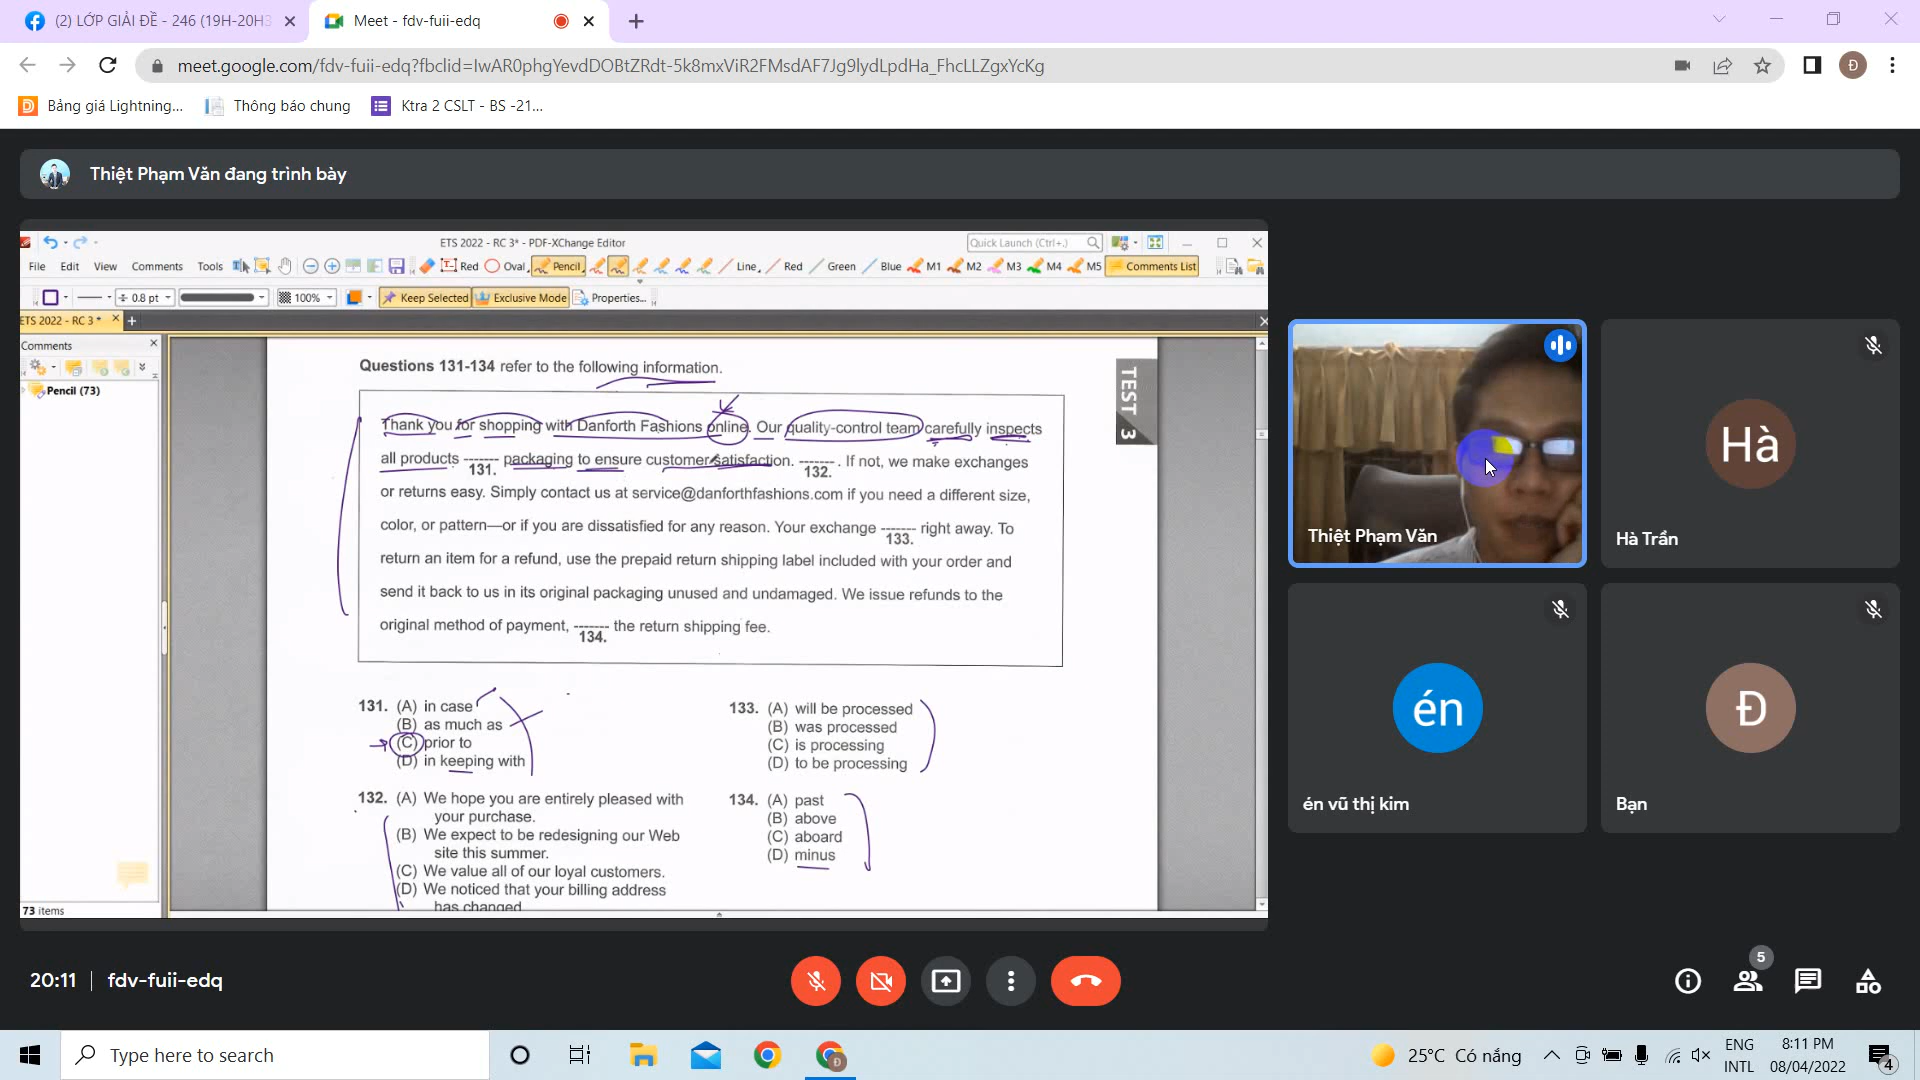 (2) LỚP GIẢI ĐỀ - 246 (19H-20H3
Meet - fdv-fuii-edq
meet.google.com/fdv-fuii-edq?fbclid=IwAR0phgYevdDOBtZRdt-5k8mxViR2FMsdAF7Jg9lydLpdHa_FhcLLZgxYcKg
Đ
Bảng giá Lightning...
Thông báo chung
Ktra 2 CSLT - BS -21...
Thiệt Phạm Văn đang trình bày
ETS 2022 - RC 3* - PDF-XChange Editor
Quick Launch (Ctrl+.)
File Edit View Comments Tools Red Oval Pencil Line Red Green Blue M1 M2 M3 M4 M5 Comments List
0.8 pt 100% Keep Selected Exclusive Mode Properties...
ETS 2022 - RC 3 *
Comments
Pencil (73)
73 items
Questions 131-134 refer to the following information.
TEST 3
Thank you for shopping with Danforth Fashions online. Our quality-control team carefully inspects
all products ------- packaging to ensure customer satisfaction. ------- . If not, we make exchanges
131. 132.
or returns easy. Simply contact us at service@danforthfashions.com if you need a different size,
color, or pattern—or if you are dissatisfied for any reason. Your exchange ------- right away. To
133.
return an item for a refund, use the prepaid return shipping label included with your order and
send it back to us in its original packaging unused and undamaged. We issue refunds to the
original method of payment, ------- the return shipping fee.
134.
131. (A) in case
(B) as much as
(C) prior to
(D) in keeping with
132. (A) We hope you are entirely pleased with
your purchase.
(B) We expect to be redesigning our Web
site this summer.
(C) We value all of our loyal customers.
(D) We noticed that your billing address
has changed.
133. (A) will be processed
(B) was processed
(C) is processing
(D) to be processing
134. (A) past
(B) above
(C) aboard
(D) minus
Thiệt Phạm Văn
Hà
Hà Trần
én
én vũ thị kim
Đ
Bạn
20:11 | fdv-fuii-edq
5
Type here to search
Đ
25°C Có nắng
ENG
INTL
8:11 PM
08/04/2022
4